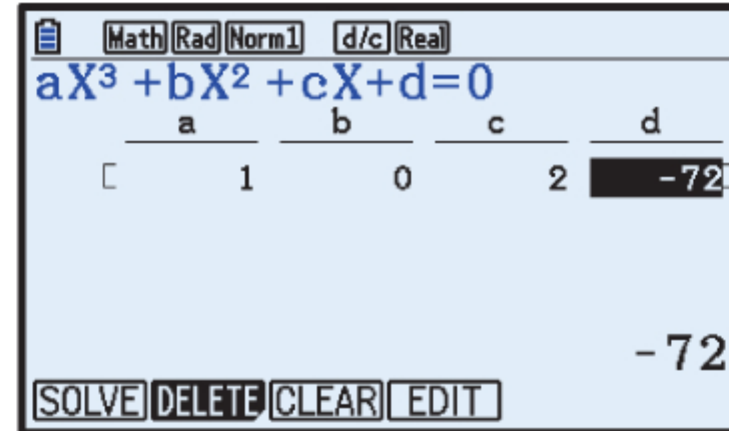 Math Rad Norm1 d/c Real
aX³ +bX² +cX+d=0
a b c d
[ 1 0 2 -72
-72
SOLVE DELETE CLEAR EDIT